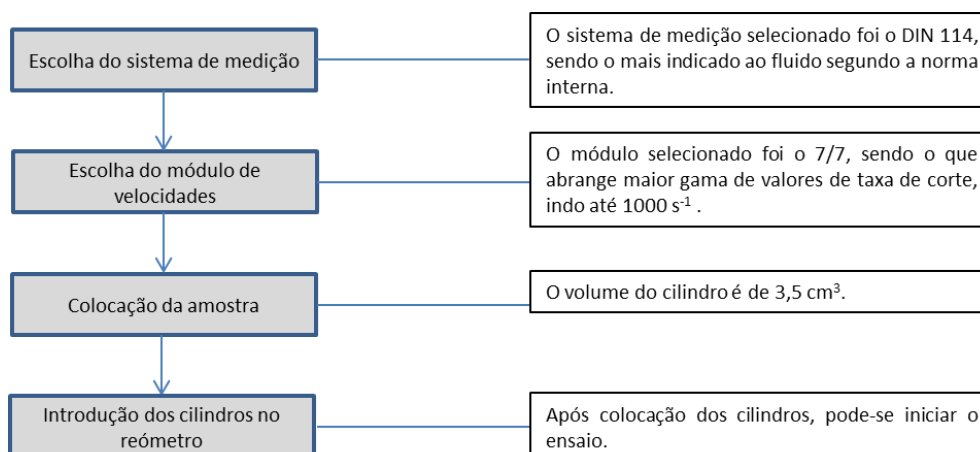 Escolha do sistema de medição
O sistema de medição selecionado foi o DIN 114,
sendo o mais indicado ao fluido segundo a norma
interna.
Escolha do módulo de
velocidades
O módulo selecionado foi o 7/7, sendo o que
abrange maior gama de valores de taxa de corte,
indo até 1000 s⁻¹ .
Colocação da amostra
O volume do cilindro é de 3,5 cm³.
Introdução dos cilindros no
reómetro
Após colocação dos cilindros, pode-se iniciar o
ensaio.